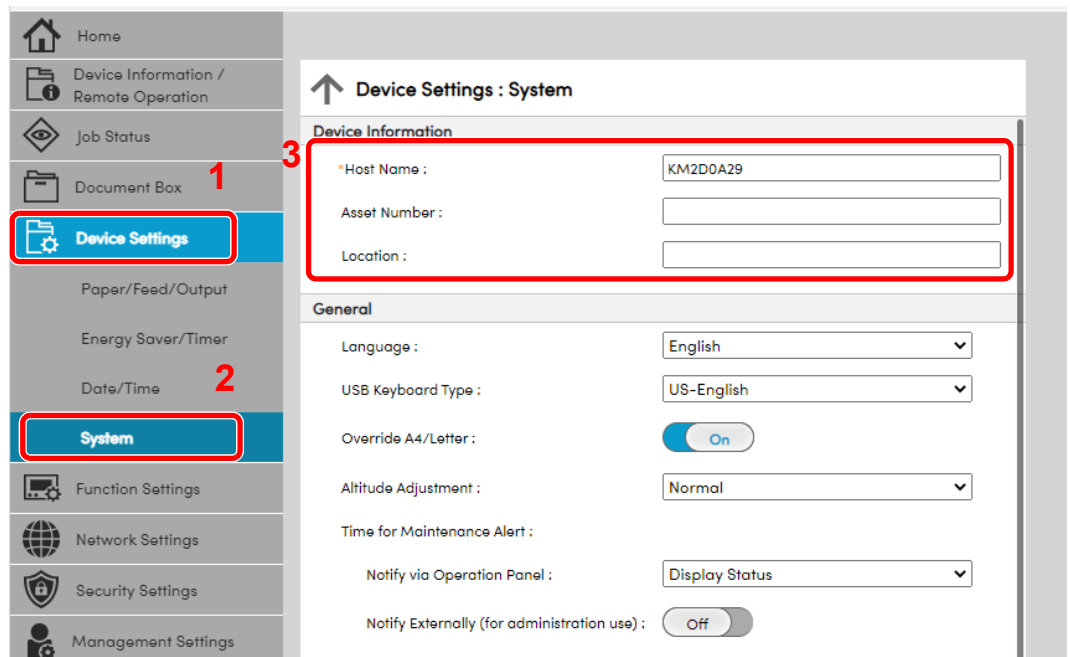 Home
Device Information /
Remote Operation
Job Status
Document Box
1
Device Settings
Paper/Feed/Output
Energy Saver/Timer
Date/Time
2
System
Function Settings
Network Settings
Security Settings
Management Settings
Device Settings : System
Device Information
3
*Host Name : KM2D0A29
Asset Number :
Location :
General
Language : English
USB Keyboard Type : US-English
Override A4/Letter : On
Altitude Adjustment : Normal
Time for Maintenance Alert :
Notify via Operation Panel : Display Status
Notify Externally (for administration use) : Off